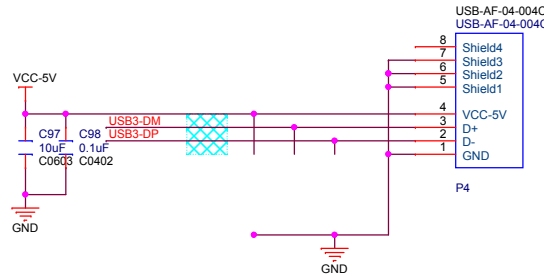 USB-AF-04-004C
USB-AF-04-004C
8 Shield4
7 Shield3
6 Shield2
5 Shield1
VCC-5V
4 VCC-5V
USB3-DM
3 D+
C97 C98
USB3-DP
2 D-
10uF 0.1uF
1 GND
C0603 C0402
P4
GND
GND